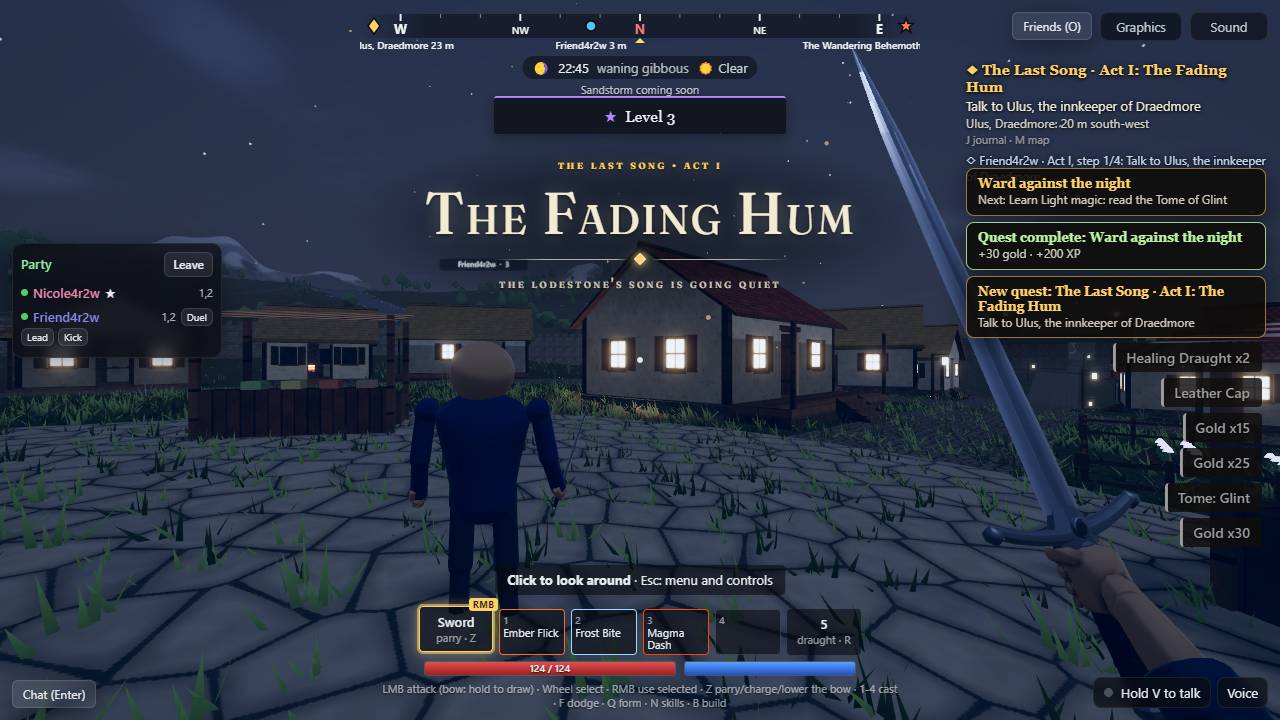 W
NW
N
NE
E
lus, Draedmore 23 m
Friend4r2w 3 m
The Wandering Behemoth
Friends (O)
Graphics
Sound
22:45 waning gibbous Clear
Sandstorm coming soon
Level 3
THE LAST SONG • ACT I
THE FADING HUM
Friend4r2w · 3
THE LODESTONE'S SONG IS GOING QUIET
The Last Song · Act I: The Fading
Hum
Talk to Ulus, the innkeeper of Draedmore
Ulus, Draedmore: 20 m south-west
J journal · M map
Friend4r2w · Act I, step 1/4: Talk to Ulus, the innkeeper
Ward against the night
Next: Learn Light magic: read the Tome of Glint
Quest complete: Ward against the night
+30 gold · +200 XP
New quest: The Last Song · Act I: The
Fading Hum
Talk to Ulus, the innkeeper of Draedmore
Healing Draught x2
Leather Cap
Gold x15
Gold x25
Tome: Glint
Gold x30
Party
Leave
Nicole4r2w ★ 1,2
Friend4r2w 1,2 Duel
Lead Kick
Click to look around · Esc: menu and controls
RMB
Sword
parry · Z
1
Ember Flick
2
Frost Bite
3
Magma
Dash
4
5
draught · R
124 / 124
LMB attack (bow: hold to draw) · Wheel select · RMB use selected · Z parry/charge/lower the bow · 1-4 cast
· F dodge · Q form · N skills · B build
Chat (Enter)
Hold V to talk
Voice